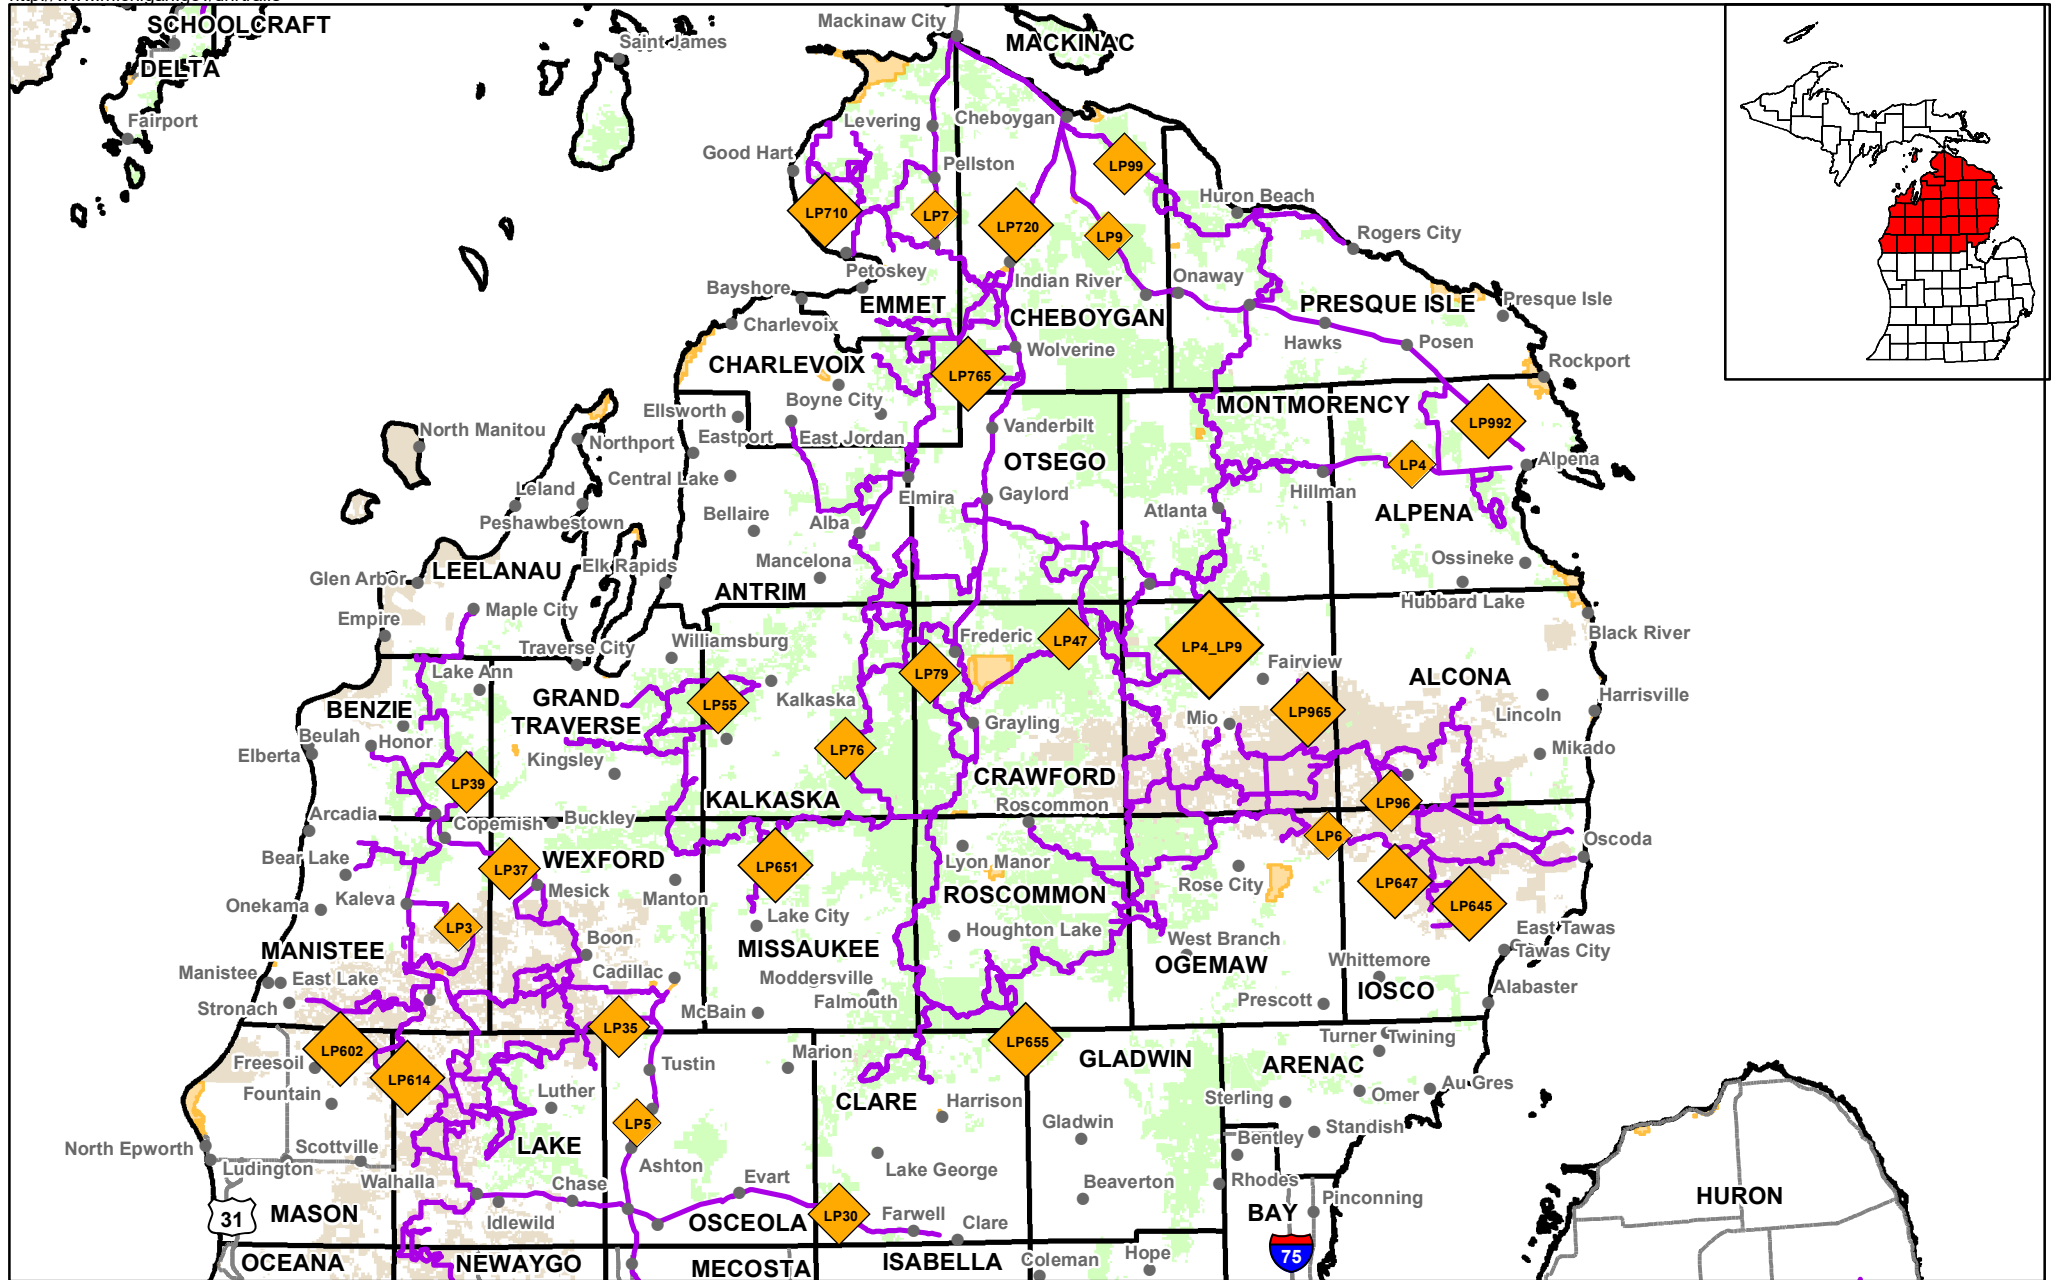 SCHOOLCRAFT
DELTA
Fairport
Saint James
Mackinaw City
MACKINAC
Levering
Cheboygan
Good Hart
Pellston
LP99
Huron Beach
LP710
LP7
LP720
LP9
Rogers City
Petoskey
Indian River
Onaway
Bayshore
EMMET
CHEBOYGAN
PRESQUE ISLE
Presque Isle
Charlevoix
Hawks
Posen
CHARLEVOIX
Wolverine
Rockport
LP765
Boyne City
Ellsworth
MONTMORENCY
North Manitou
Northport
Eastport
East Jordan
Vanderbilt
LP992
OTSEGO
LP4
Alpena
Central Lake
Leland
Elmira
Gaylord
Hillman
Peshawbestown
Bellaire
Alba
Atlanta
ALPENA
Glen Arbor
LEELANAU
Elk Rapids
Mancelona
Ossineke
ANTRIM
Hubbard Lake
Empire
Maple City
Black River
Traverse City
Williamsburg
Frederic
LP47
LP4_LP9
Fairview
Lake Ann
GRAND
TRAVERSE
LP55
Kalkaska
LP79
ALCONA
Harrisville
BENZIE
LP965
Lincoln
Beulah
Honor
Grayling
Mio
Elberta
Kingsley
LP76
Mikado
LP39
CRAWFORD
KALKASKA
LP96
Arcadia
Copemish
Buckley
Roscommon
LP6
Oscoda
Bear Lake
LP37
WEXFORD
LP651
Lyon Manor
Rose City
LP647
Kaleva
Mesick
Manton
ROSCOMMON
LP645
Onekama
LP3
Lake City
Houghton Lake
East Tawas
MANISTEE
Boon
MISSAUKEE
West Branch
Tawas City
OGEMAW
Whittemore
Manistee
East Lake
Cadillac
Moddersville
IOSCO
Alabaster
Stronach
McBain
Falmouth
Prescott
LP35
LP602
LP655
Turner
Twining
Freesoil
LP614
Tustin
Marion
GLADWIN
ARENAC
Fountain
Luther
CLARE
Harrison
Sterling
Omer
Au Gres
LP5
Gladwin
Standish
North Epworth
Scottville
LAKE
Bentley
Ludington
Ashton
Lake George
Walhalla
Chase
Evart
Beaverton
Rhodes
Pinconning
HURON
31
MASON
Idlewild
OSCEOLA
LP30
Farwell
Clare
BAY
75
OCEANA
NEWAYGO
MECOSTA
ISABELLA
Coleman
Hope